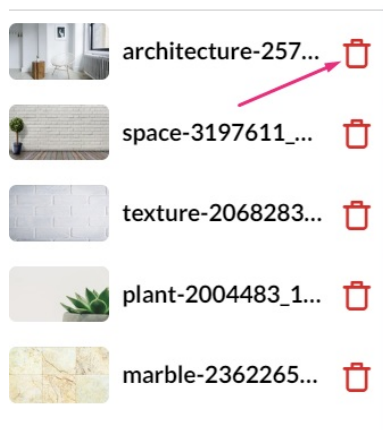 architecture-257...
space-3197611_...
texture-2068283...
plant-2004483_1...
marble-2362265...